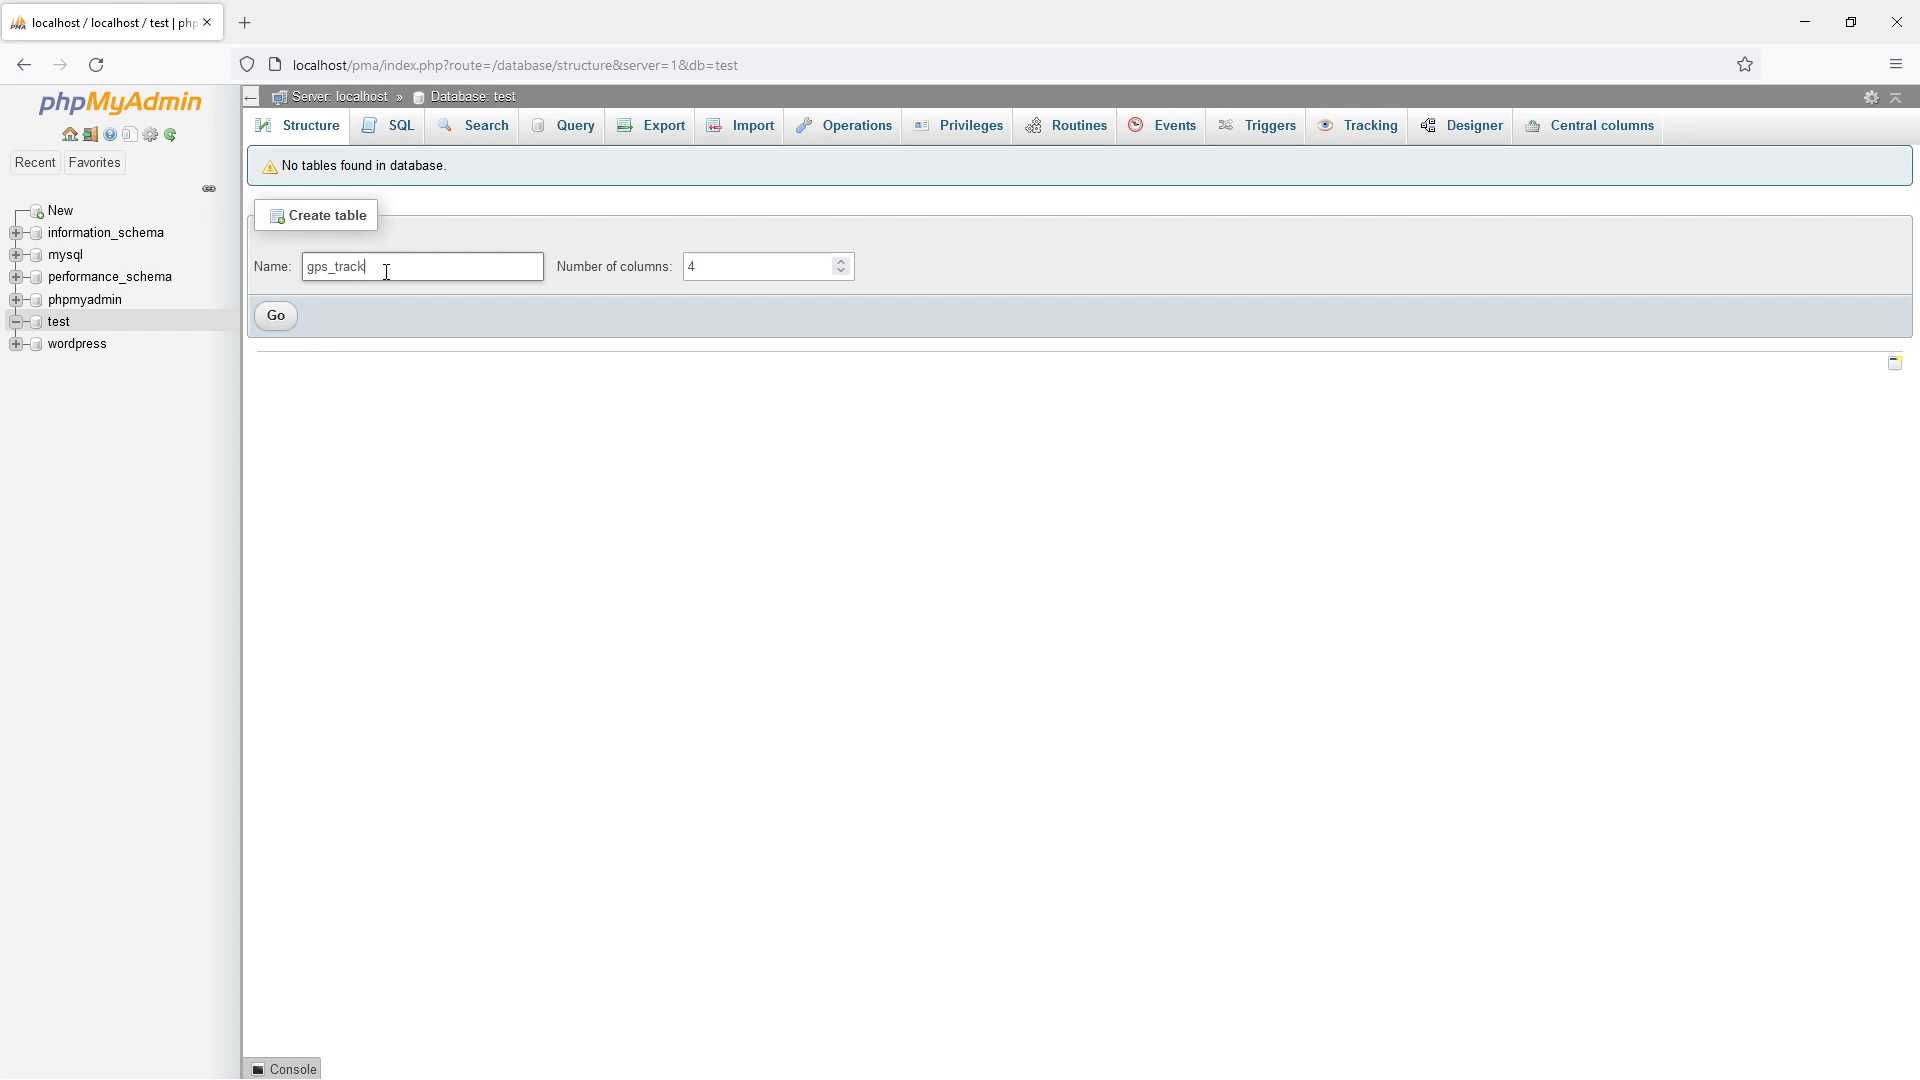 localhost / localhost / test | php
localhost/pma/index.php?route=/database/structure&server=1&db=test
phpMyAdmin
Recent Favorites
New
information_schema
mysql
performance_schema
phpmyadmin
test
wordpress
Server: localhost » Database: test
Structure SQL Search Query Export Import Operations Privileges Routines Events Triggers Tracking Designer Central columns
No tables found in database.
Create table
Name: gps_track Number of columns: 4
Go
Console